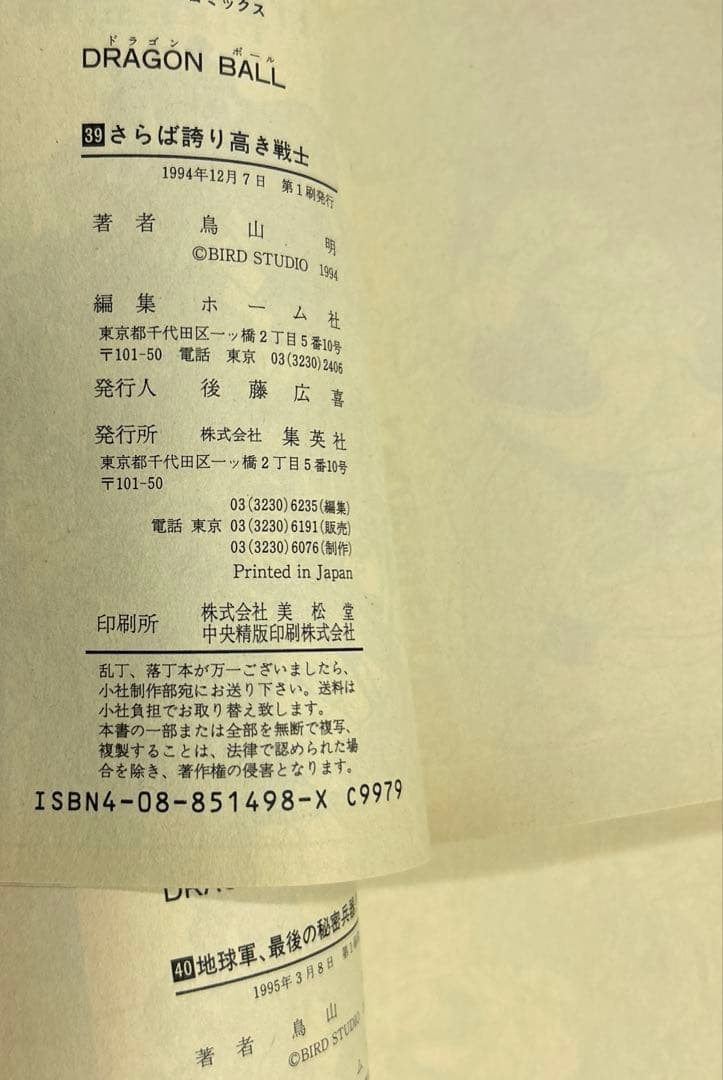 コミックス
ドラゴン ボール
DRAGON BALL
39 さらば誇り高き戦士
1994年12月7日 第1刷発行
著者 鳥山明
©BIRD STUDIO 1994
編集 ホーム社
東京都千代田区一ッ橋2丁目5番10号
〒101-50 電話 東京 03(3230)2406
発行人 後藤広喜
発行所 株式会社 集英社
東京都千代田区一ッ橋2丁目5番10号
〒101-50
03(3230)6235(編集)
電話 東京 03(3230)6191(販売)
03(3230)6076(制作)
Printed in Japan
印刷所 株式会社 美松堂
中央精版印刷株式会社
乱丁、落丁本が万一ございましたら、
小社制作部宛にお送り下さい。送料は
小社負担でお取り替え致します。
本書の一部または全部を無断で複写、
複製することは、法律で認められた場
合を除き、著作権の侵害となります。
ISBN4-08-851498-X C9979
40 地球軍、最後の秘密兵器
1995年3月8日 第1
著者 鳥山
©BIRD STUDIO